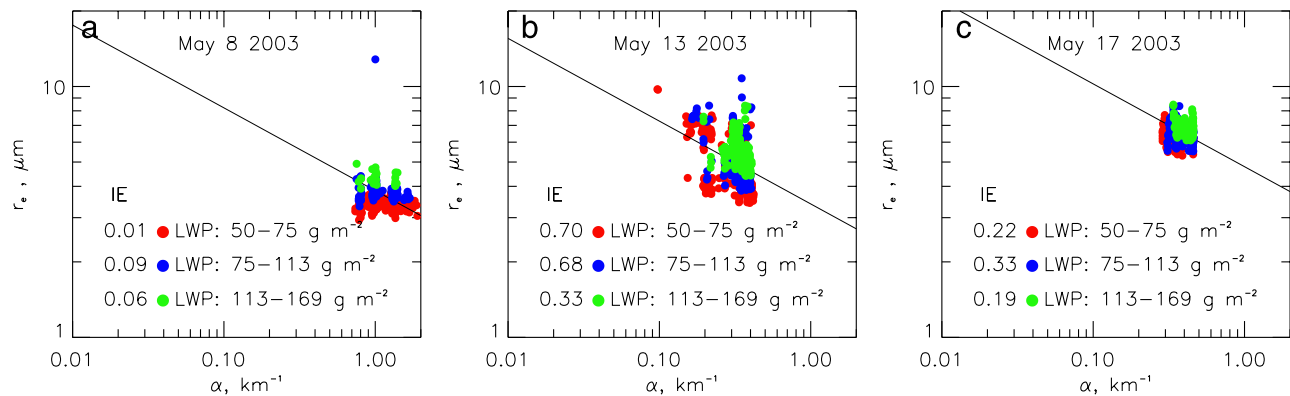 a
May 8 2003
10
1
r_e , μm
IE
0.01 LWP: 50–75 g m⁻²
0.09 LWP: 75–113 g m⁻²
0.06 LWP: 113–169 g m⁻²
0.01 0.10 1.00
α, km⁻¹
b
May 13 2003
10
1
r_e , μm
IE
0.70 LWP: 50–75 g m⁻²
0.68 LWP: 75–113 g m⁻²
0.33 LWP: 113–169 g m⁻²
0.01 0.10 1.00
α, km⁻¹
c
May 17 2003
10
1
r_e , μm
IE
0.22 LWP: 50–75 g m⁻²
0.33 LWP: 75–113 g m⁻²
0.19 LWP: 113–169 g m⁻²
0.01 0.10 1.00
α, km⁻¹